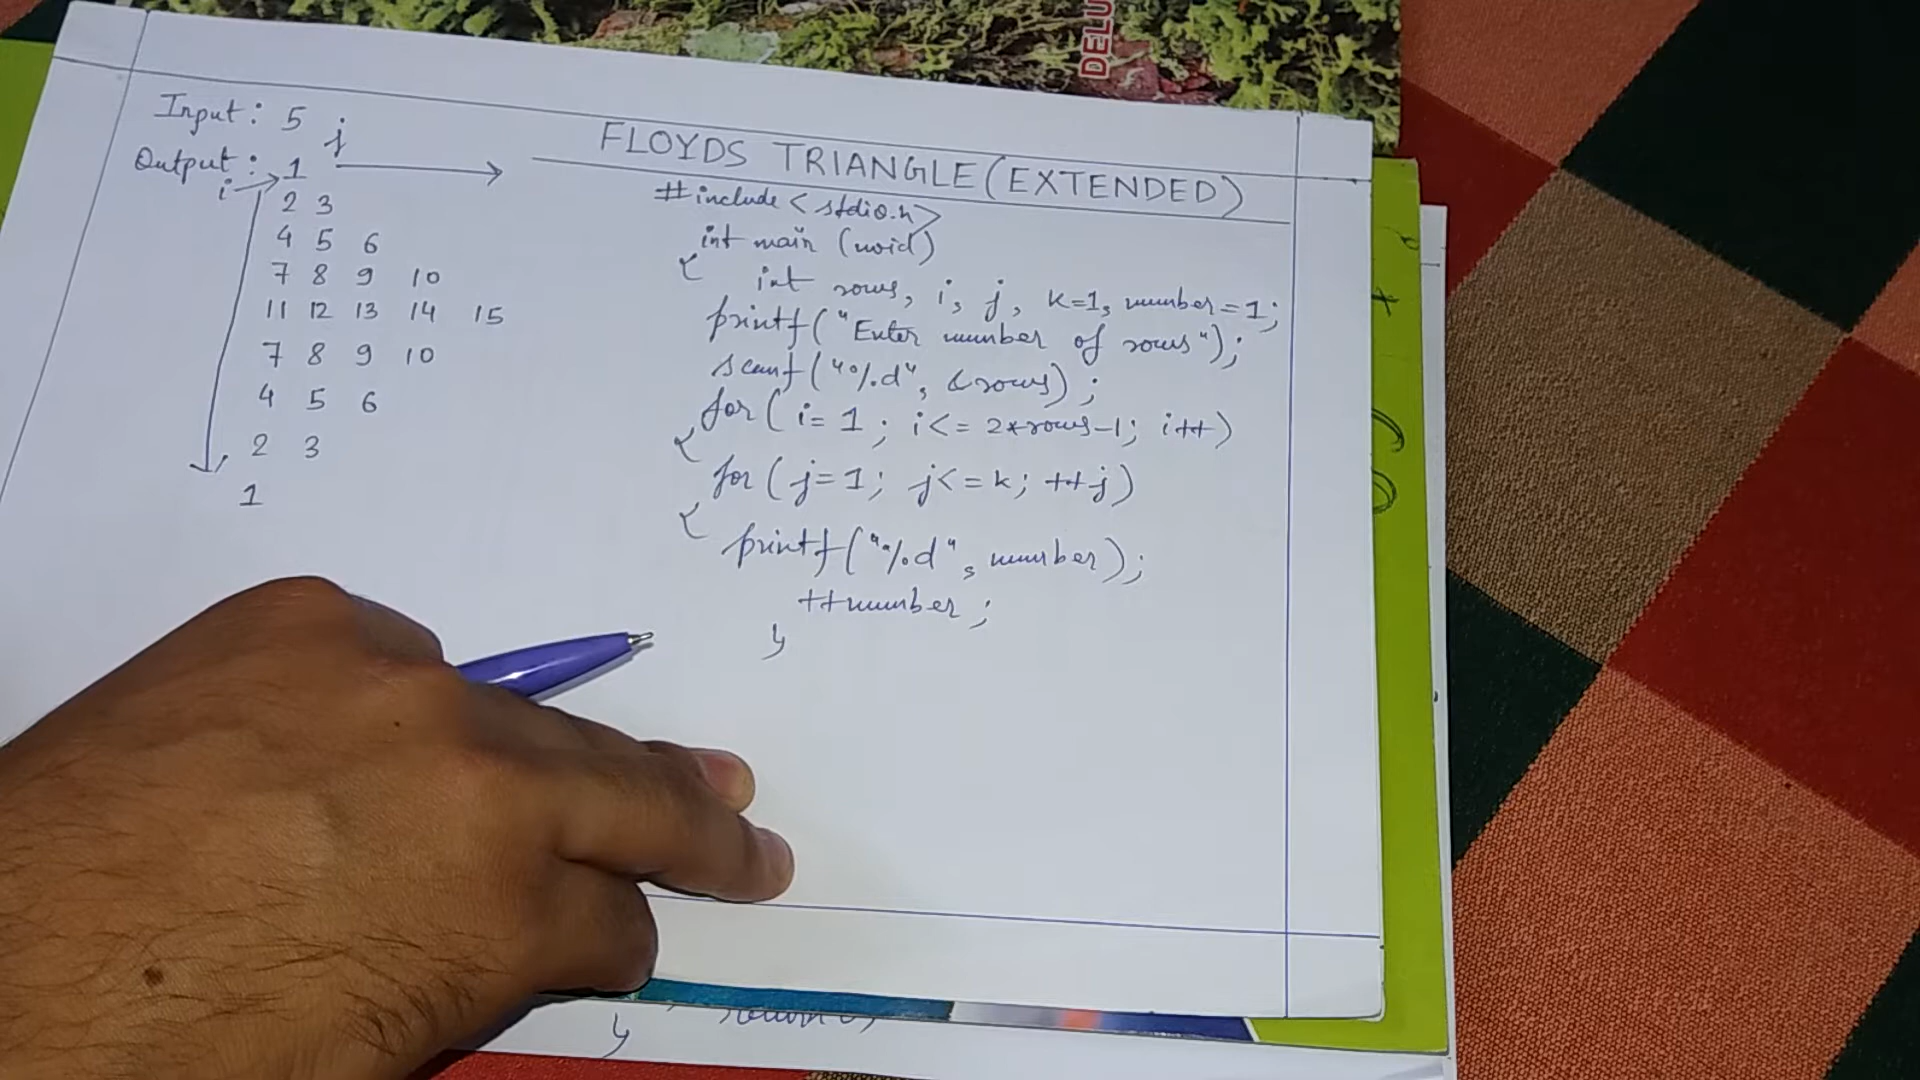 DELU
Input: 5
j
Output: 1
i
2 3
4 5 6
7 8 9 10
11 12 13 14 15
7 8 9 10
4 5 6
2 3
1
FLOYDS TRIANGLE (EXTENDED)
#include <stdio.h>
int main (void)
{ int rows, i, j, k=1, number=1;
printf("Enter number of rows");
scanf("%d", &rows);
for( i= 1; i<= 2*rows-1; i++)
{
for (j=1; j<=k; ++j)
{
printf("%d", number);
++number;
}
}